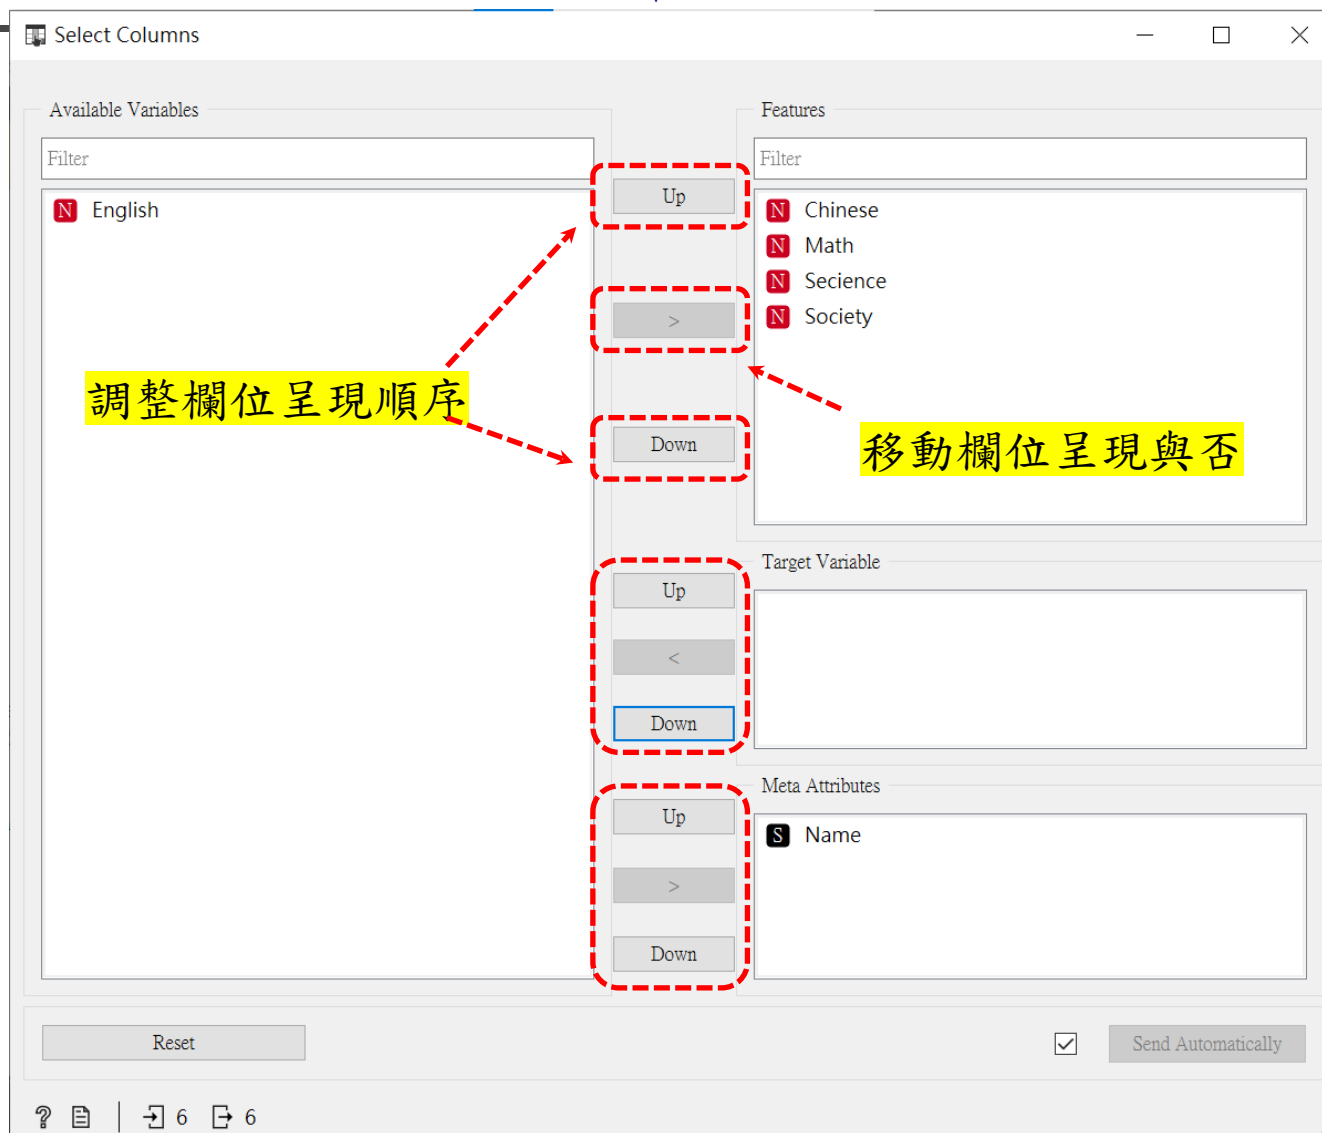 Select Columns
Available Variables
Features
Filter
Filter
N English
Up
N Chinese
N Math
N Secience
N Society
>
調整欄位呈現順序
Down
移動欄位呈現與否
Target Variable
Up
<
Down
Meta Attributes
Up
S Name
>
Down
Reset
Send Automatically
? 6 6